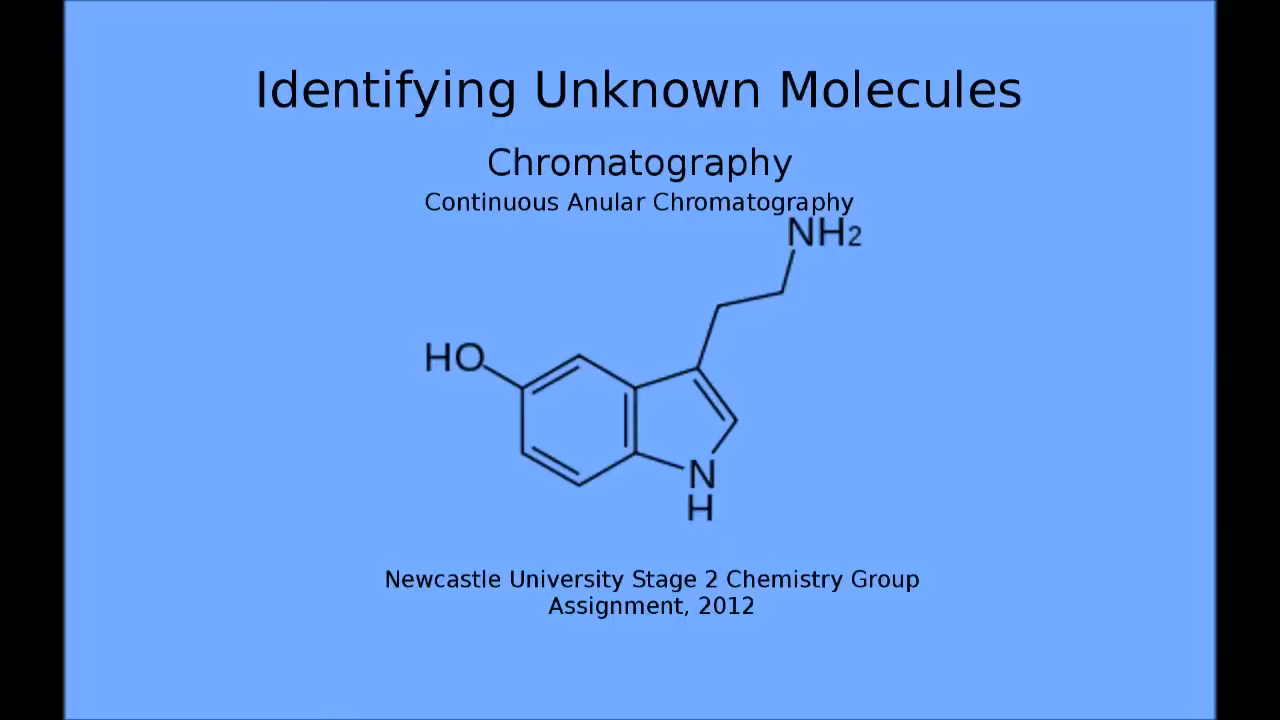 Identifying Unknown Molecules
Chromatography
Continuous Anular Chromatography
NH2
HO
N
H
Newcastle University Stage 2 Chemistry Group
Assignment, 2012